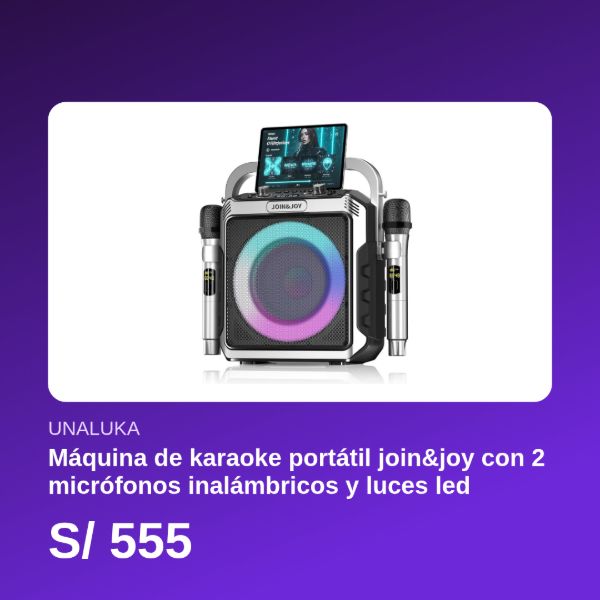 JOIN&JOY
UNALUKA
Máquina de karaoke portátil join&joy con 2
micrófonos inalámbricos y luces led
S/ 555